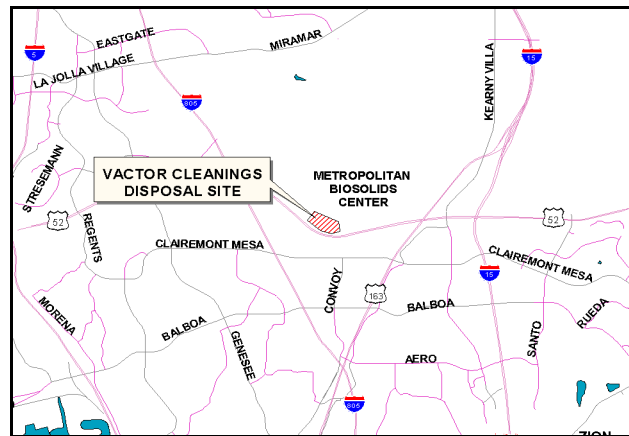 EASTGATE
MIRAMAR
5
LA JOLLA VILLAGE
15
KEARNY VILLA
805
VACTOR CLEANINGS
DISPOSAL SITE
METROPOLITAN
BIOSOLIDS
CENTER
STRESEMANN
52
REGENTS
52
CLAIREMONT MESA
CLAIREMONT MESA
15
CONVOY
163
MORENA
BALBOA
BALBOA
RUEDA
GENESEE
SANTO
AERO
805
ZION